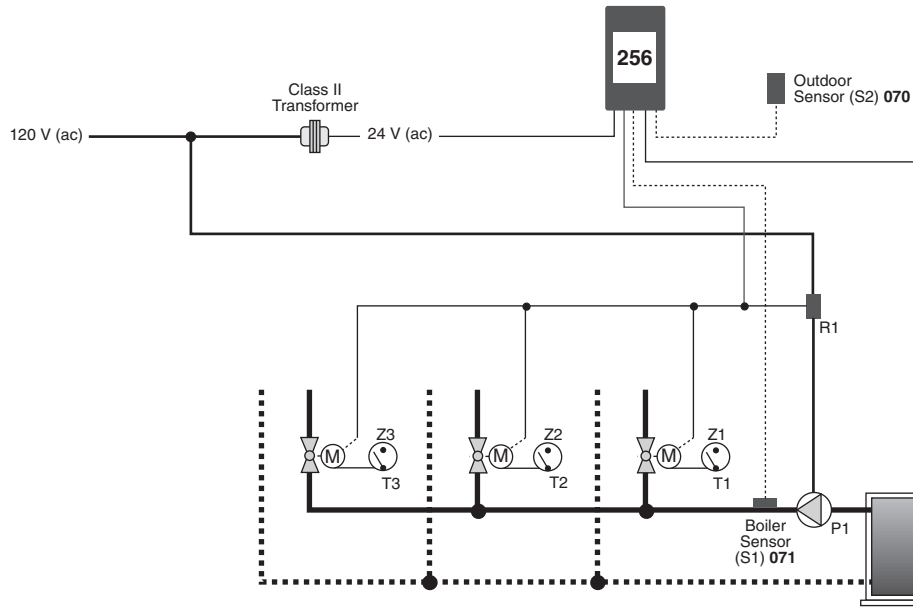 256
Outdoor
Sensor (S2) 070
Class II
Transformer
120 V (ac)
24 V (ac)
R1
Z3
M
T3
Z2
M
T2
Z1
M
T1
P1
Boiler
Sensor
(S1) 071